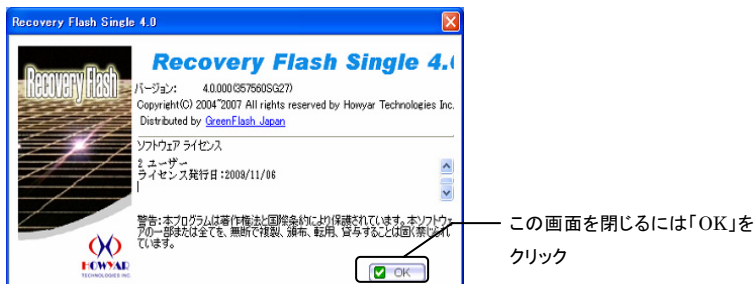 Recovery Flash Single 4.0
Recovery Flash
Recovery Flash Single 4.
バージョン: 4.0.000(357560SG27)
Copyright(C) 2004~2007 All rights reserved by Howyar Technologies Inc.
Distributed by GreenFlash Japan
ソフトウェア ライセンス
2 ユーザー
ライセンス発行日:2009/11/06
警告:本プログラムは著作権法と国際条約により保護されています。本ソフトウェ
アの一部または全てを、無断で複製、頒布、転用、貸与することは固く禁じられ
ています。
HOWYAR
TECHNOLOGIES INC
OK
この画面を閉じるには「OK」を
クリック